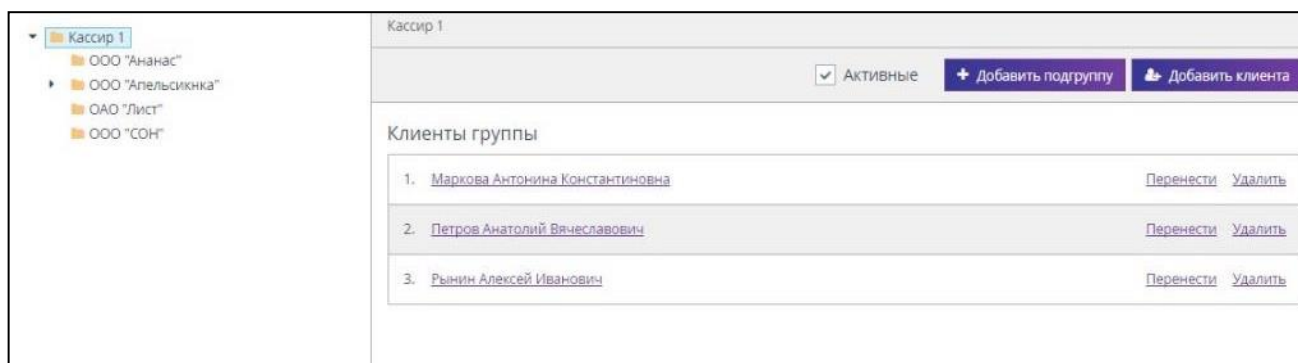 Кассир 1
ООО "Ананас"
ООО "Апельсикнка"
ОАО "Лист"
ООО "СОН"
Кассир 1
Активные
Добавить подгруппу
Добавить клиента
Клиенты группы
1. Маркова Антонина Константиновна Перенести Удалить
2. Петров Анатолий Вячеславович Перенести Удалить
3. Рынин Алексей Иванович Перенести Удалить